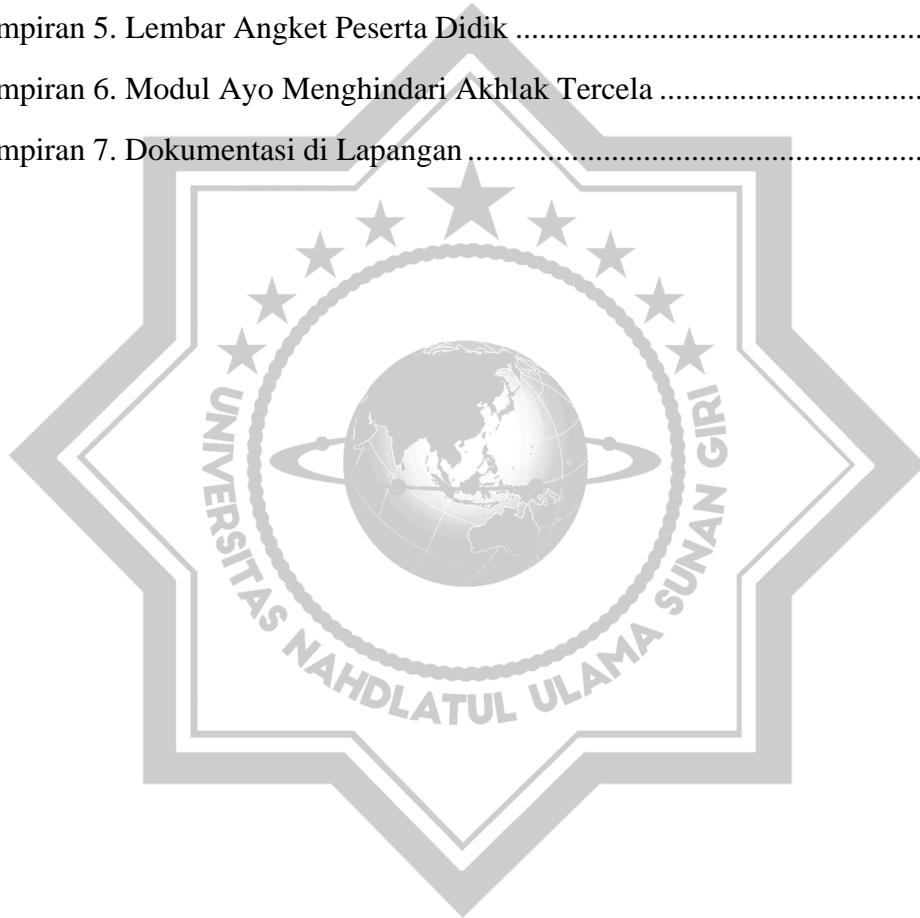 mpiran 5. Lembar Angket Peserta Didik ....................................................
mpiran 6. Modul Ayo Menghindari Akhlak Tercela .................................
mpiran 7. Dokumentasi di Lapangan .........................................................
UNIVERSITAS NAHDLATUL ULAMA SUNAN GIRI